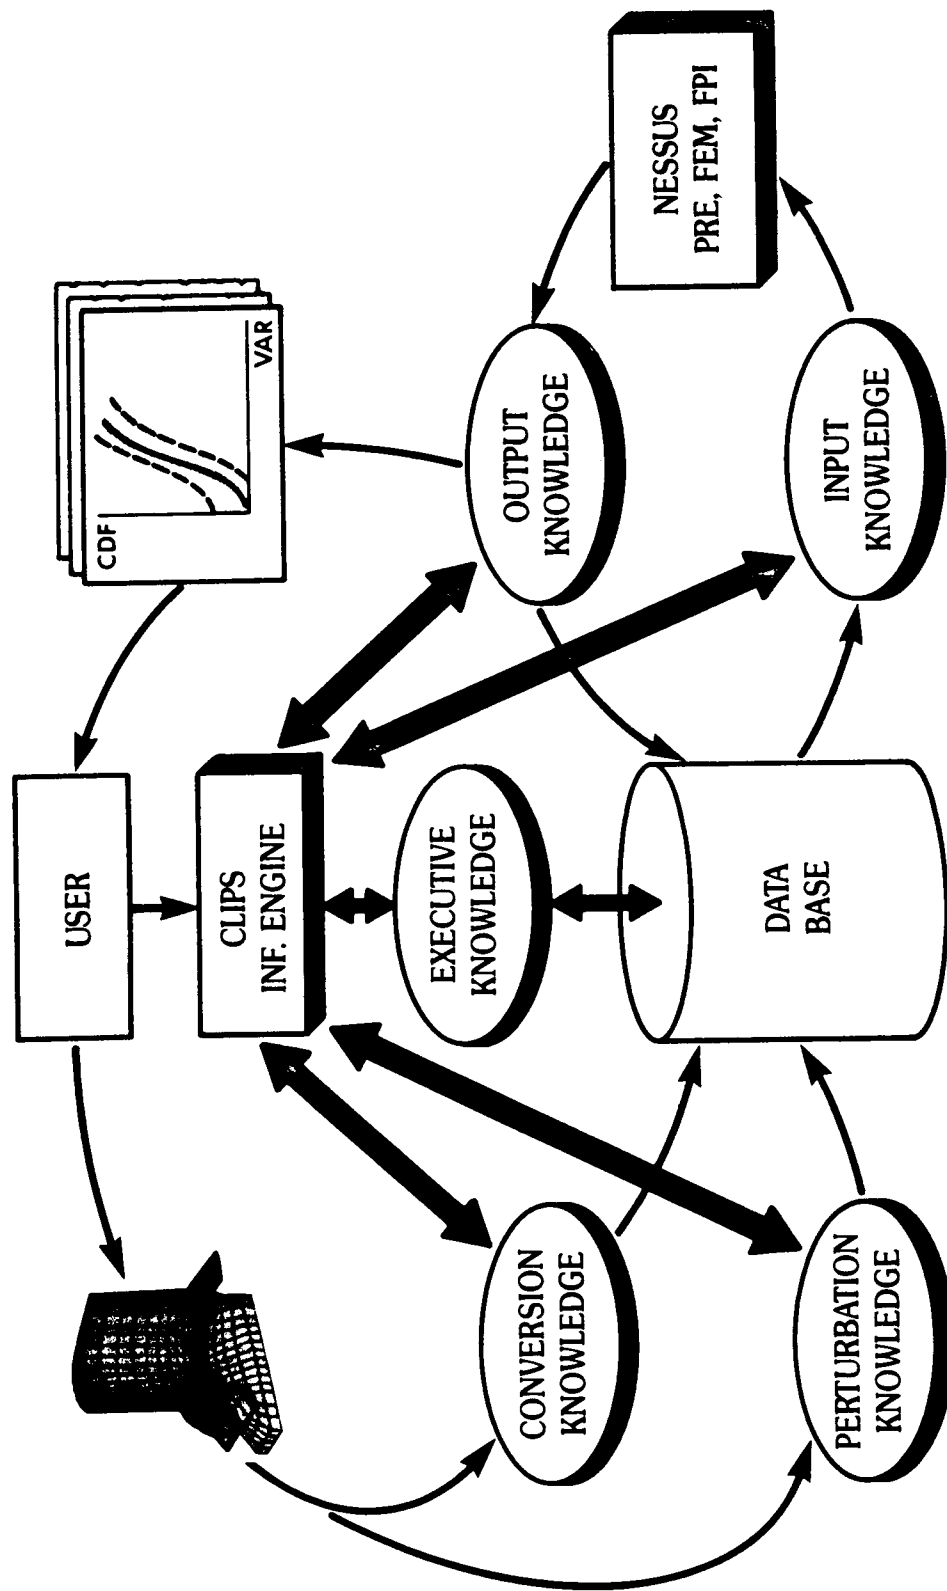 USER
CDF
VAR
CLIPS
INF. ENGINE
CONVERSION
KNOWLEDGE
EXECUTIVE
KNOWLEDGE
OUTPUT
KNOWLEDGE
NESSUS
PRE, FEM, FPI
PERTURBATION
KNOWLEDGE
DATA
BASE
INPUT
KNOWLEDGE